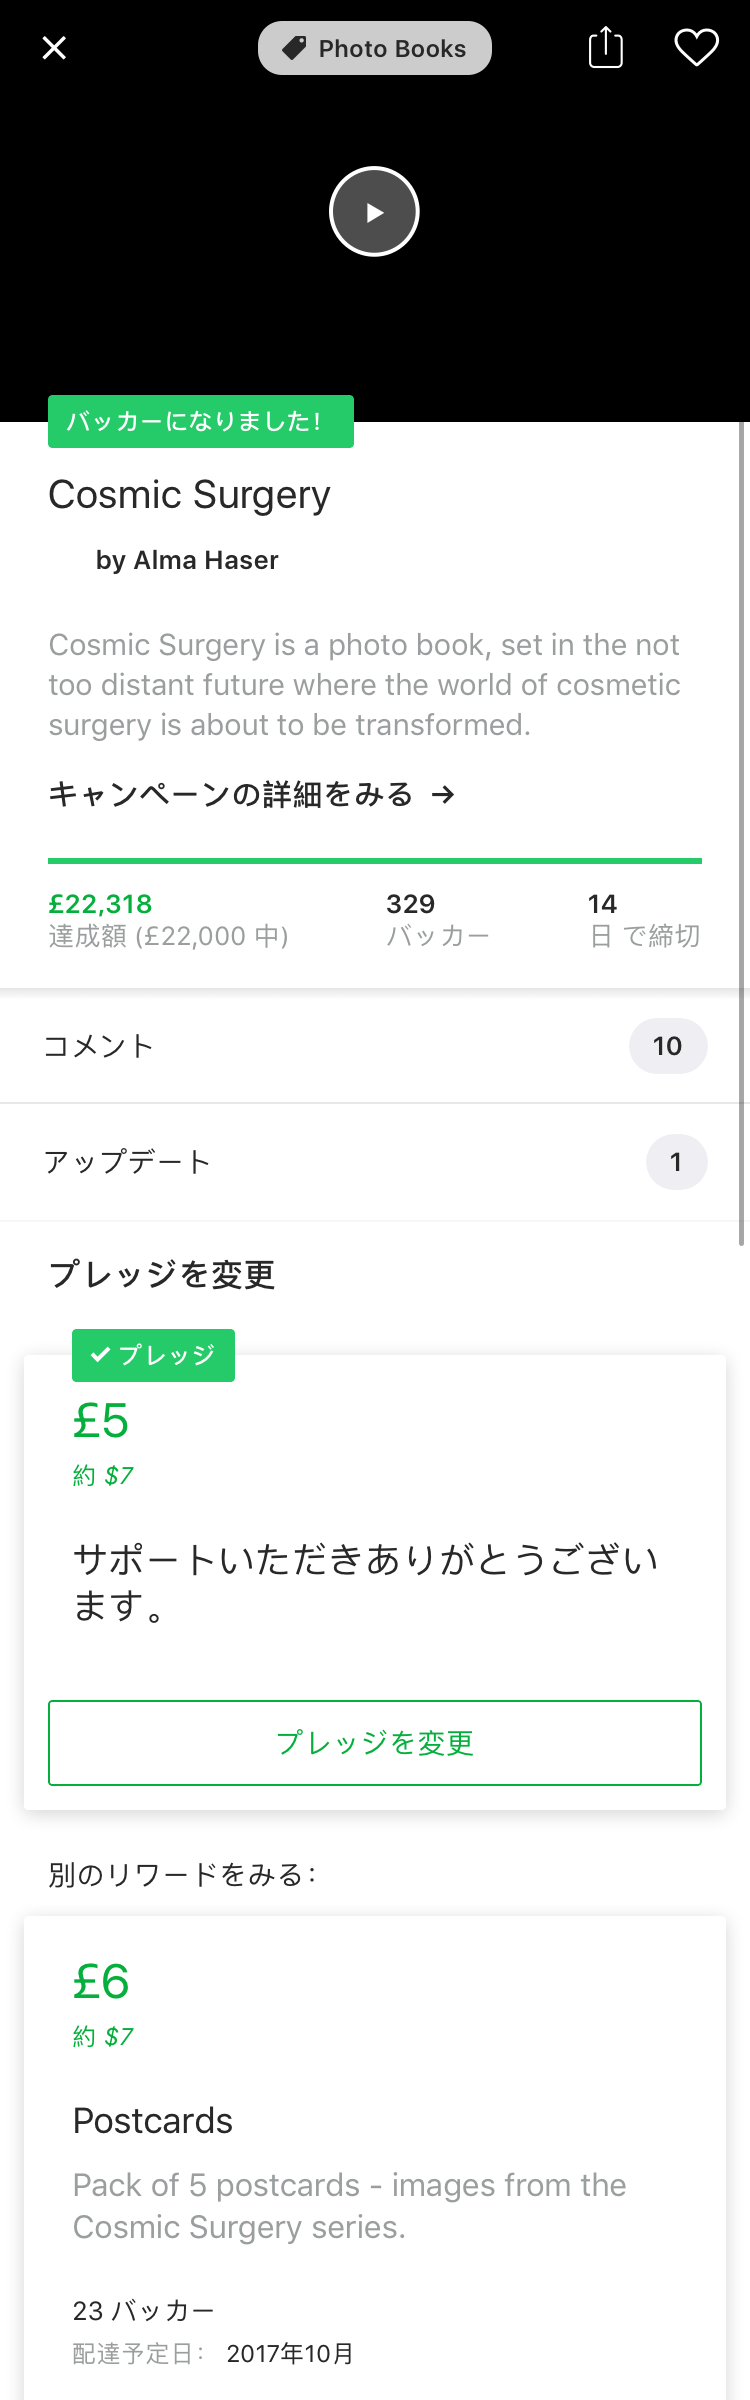 Photo Books
バッカーになりました！
Cosmic Surgery
by Alma Haser
Cosmic Surgery is a photo book, set in the not
too distant future where the world of cosmetic
surgery is about to be transformed.
キャンペーンの詳細をみる →
£22,318 329 14
達成額 (£22,000 中) バッカー 日 で締切
コメント 10
アップデート 1
プレッジを変更
プレッジ
£5
約 $7
サポートいただきありがとうござい
ます。
プレッジを変更
別のリワードをみる：
£6
約 $7
Postcards
Pack of 5 postcards - images from the
Cosmic Surgery series.
23 バッカー
配達予定日： 2017年10月